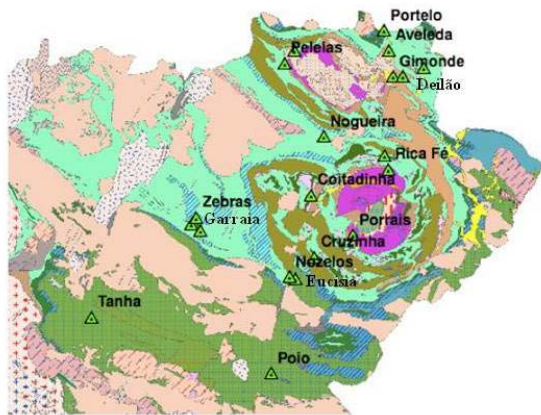 Portelo
Aveleda
Pelelas
Gimonde
Deilão
Nogueira
Rica Fé
Coitadinha
Zebras
Garraia
Porrais
Cruzinha
Nozelos
Eucisia
Tanha
Poio